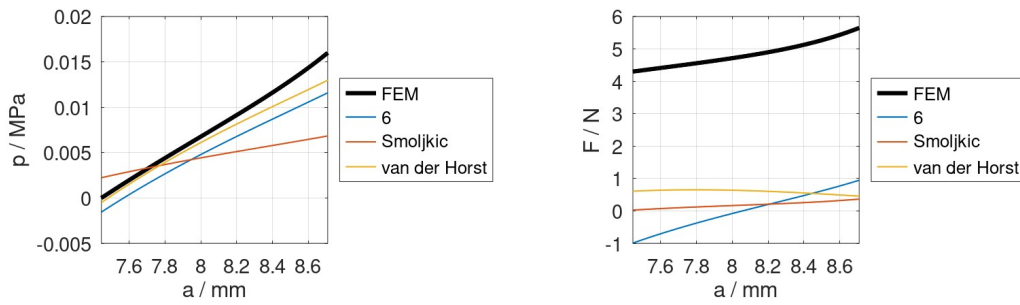 0.02
0.015
0.01
0.005
0
-0.005
p / MPa
7.6 7.8 8 8.2 8.4 8.6
a / mm
FEM
6
Smoljkic
van der Horst
6
5
4
3
2
1
0
-1
F / N
7.6 7.8 8 8.2 8.4 8.6
a / mm
FEM
6
Smoljkic
van der Horst